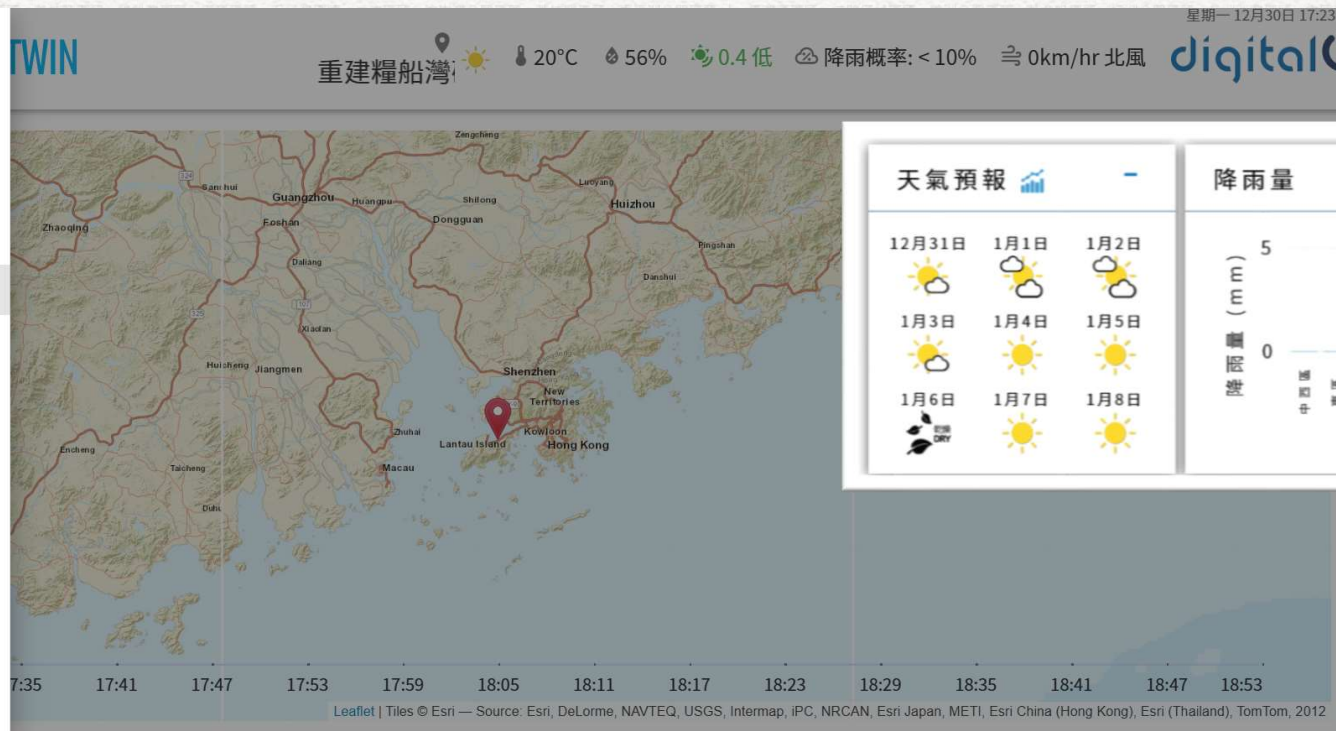 星期一 12月30日 17:23
TWIN
重建糧船灣
20°C 56% 0.4 低 降雨概率: < 10% 0km/hr 北風
digital
天氣預報
12月31日 1月1日 1月2日
1月3日 1月4日 1月5日
1月6日 1月7日 1月8日
乾燥
DRY
降雨量
降雨量 (mm)
5
0
中西區
Zengcheng
Guangzhou
Huangpu
Shilong
Luoyang
Huizhou
Zhaoqing
Foshan
Dongguan
Pingshan
Daliang
Danshui
Xiaolan
Jiangmen
Shenzhen
New
Territories
Zhuhai
Lantau Island
Kowloon
Hong Kong
Encheng
Taicheng
Macau
7:35 17:41 17:47 17:53 17:59 18:05 18:11 18:17 18:23 18:29 18:35 18:41 18:47 18:53
Leaflet | Tiles © Esri — Source: Esri, DeLorme, NAVTEQ, USGS, Intermap, iPC, NRCAN, Esri Japan, METI, Esri China (Hong Kong), Esri (Thailand), TomTom, 2012